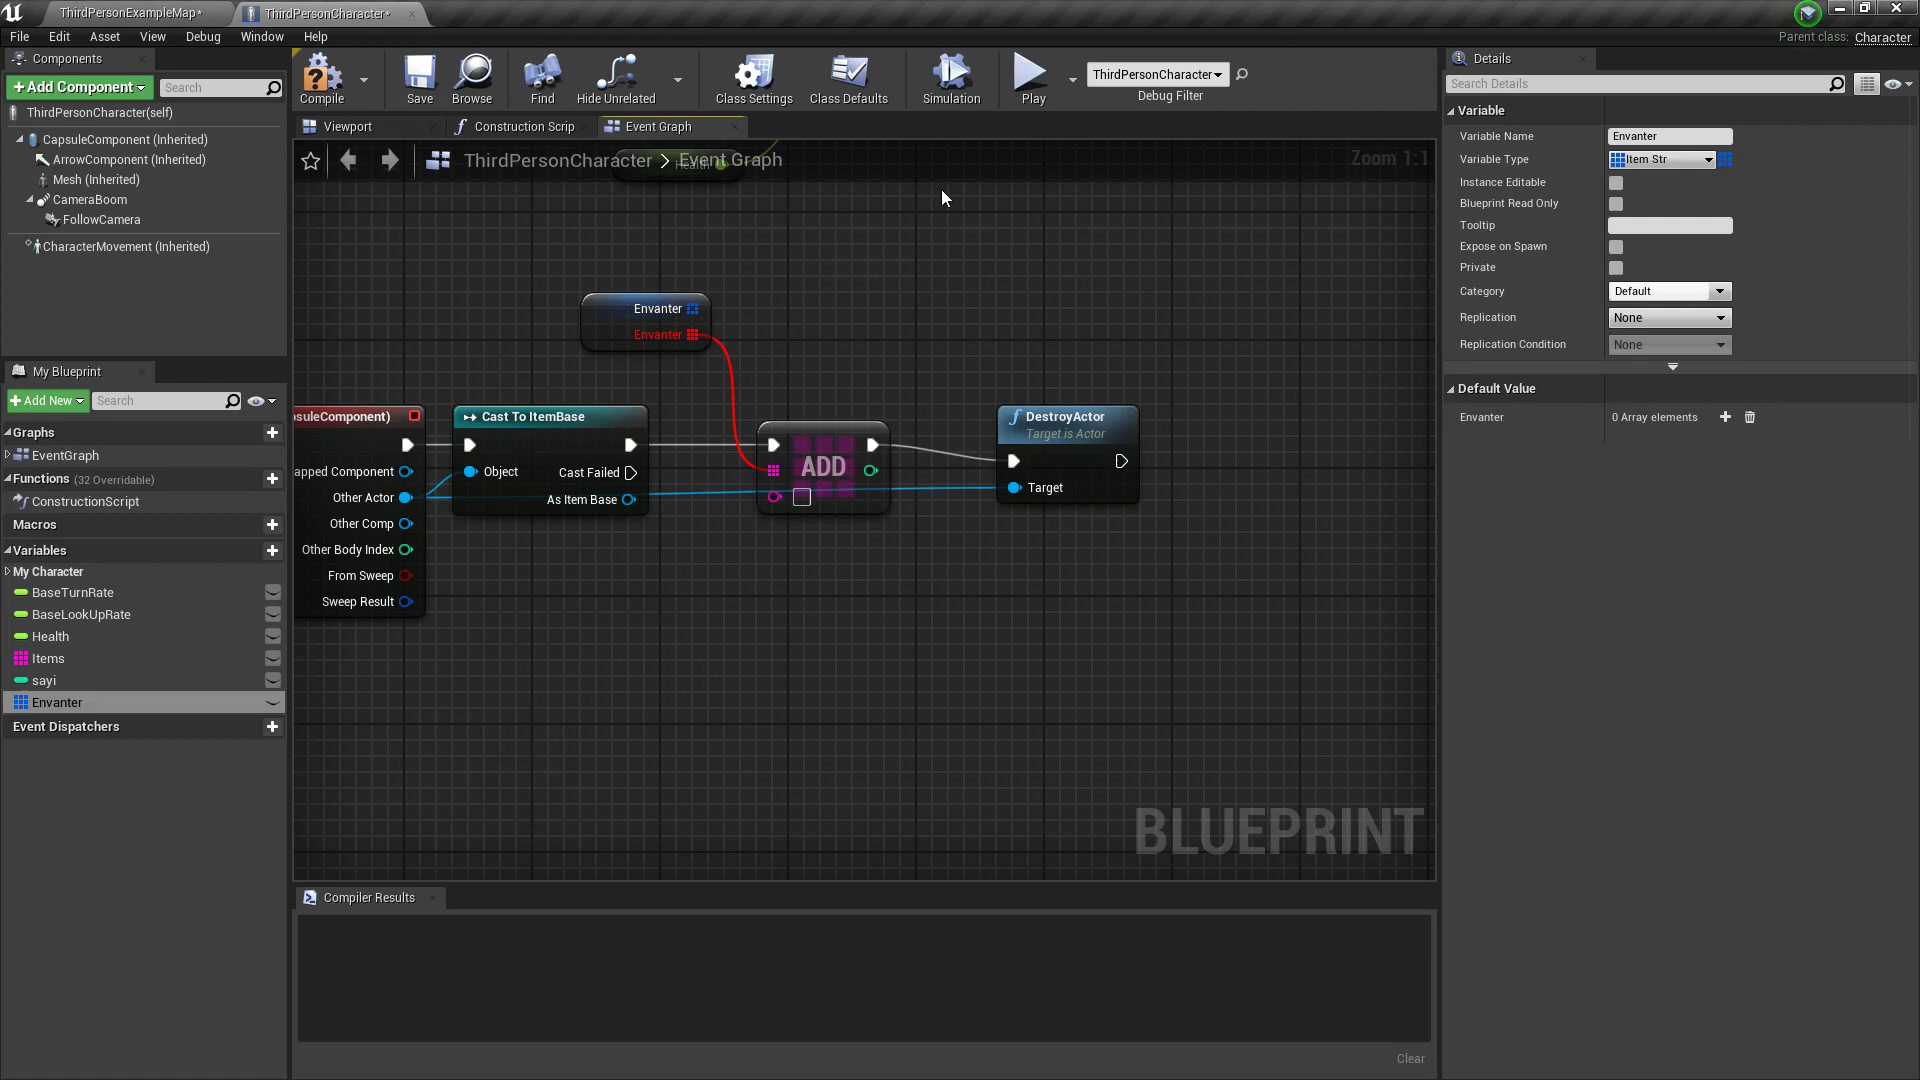 ThirdPersonExampleMap*
ThirdPersonCharacter*
File Edit Asset View Debug Window Help
Parent class: Character
Components
+Add Component
Search
ThirdPersonCharacter(self)
CapsuleComponent (Inherited)
ArrowComponent (Inherited)
Mesh (Inherited)
CameraBoom
FollowCamera
CharacterMovement (Inherited)
My Blueprint
+Add New
Search
Graphs
EventGraph
Functions (32 Overridable)
ConstructionScript
Macros
Variables
My Character
BaseTurnRate
BaseLookUpRate
Health
Items
sayi
Envanter
Event Dispatchers
Compile
Save
Browse
Find
Hide Unrelated
Class Settings
Class Defaults
Simulation
Play
ThirdPersonCharacter
Debug Filter
Viewport
Construction Scrip
Event Graph
ThirdPersonCharacter > Event Graph
Zoom 1:1
Health
Envanter
Envanter
psuleComponent)
apped Component
Other Actor
Other Comp
Other Body Index
From Sweep
Sweep Result
Cast To ItemBase
Object
Cast Failed
As Item Base
ADD
DestroyActor
Target is Actor
Target
BLUEPRINT
Compiler Results
Clear
Details
Search Details
Variable
Variable Name Envanter
Variable Type Item Str
Instance Editable
Blueprint Read Only
Tooltip
Expose on Spawn
Private
Category Default
Replication None
Replication Condition None
Default Value
Envanter 0 Array elements